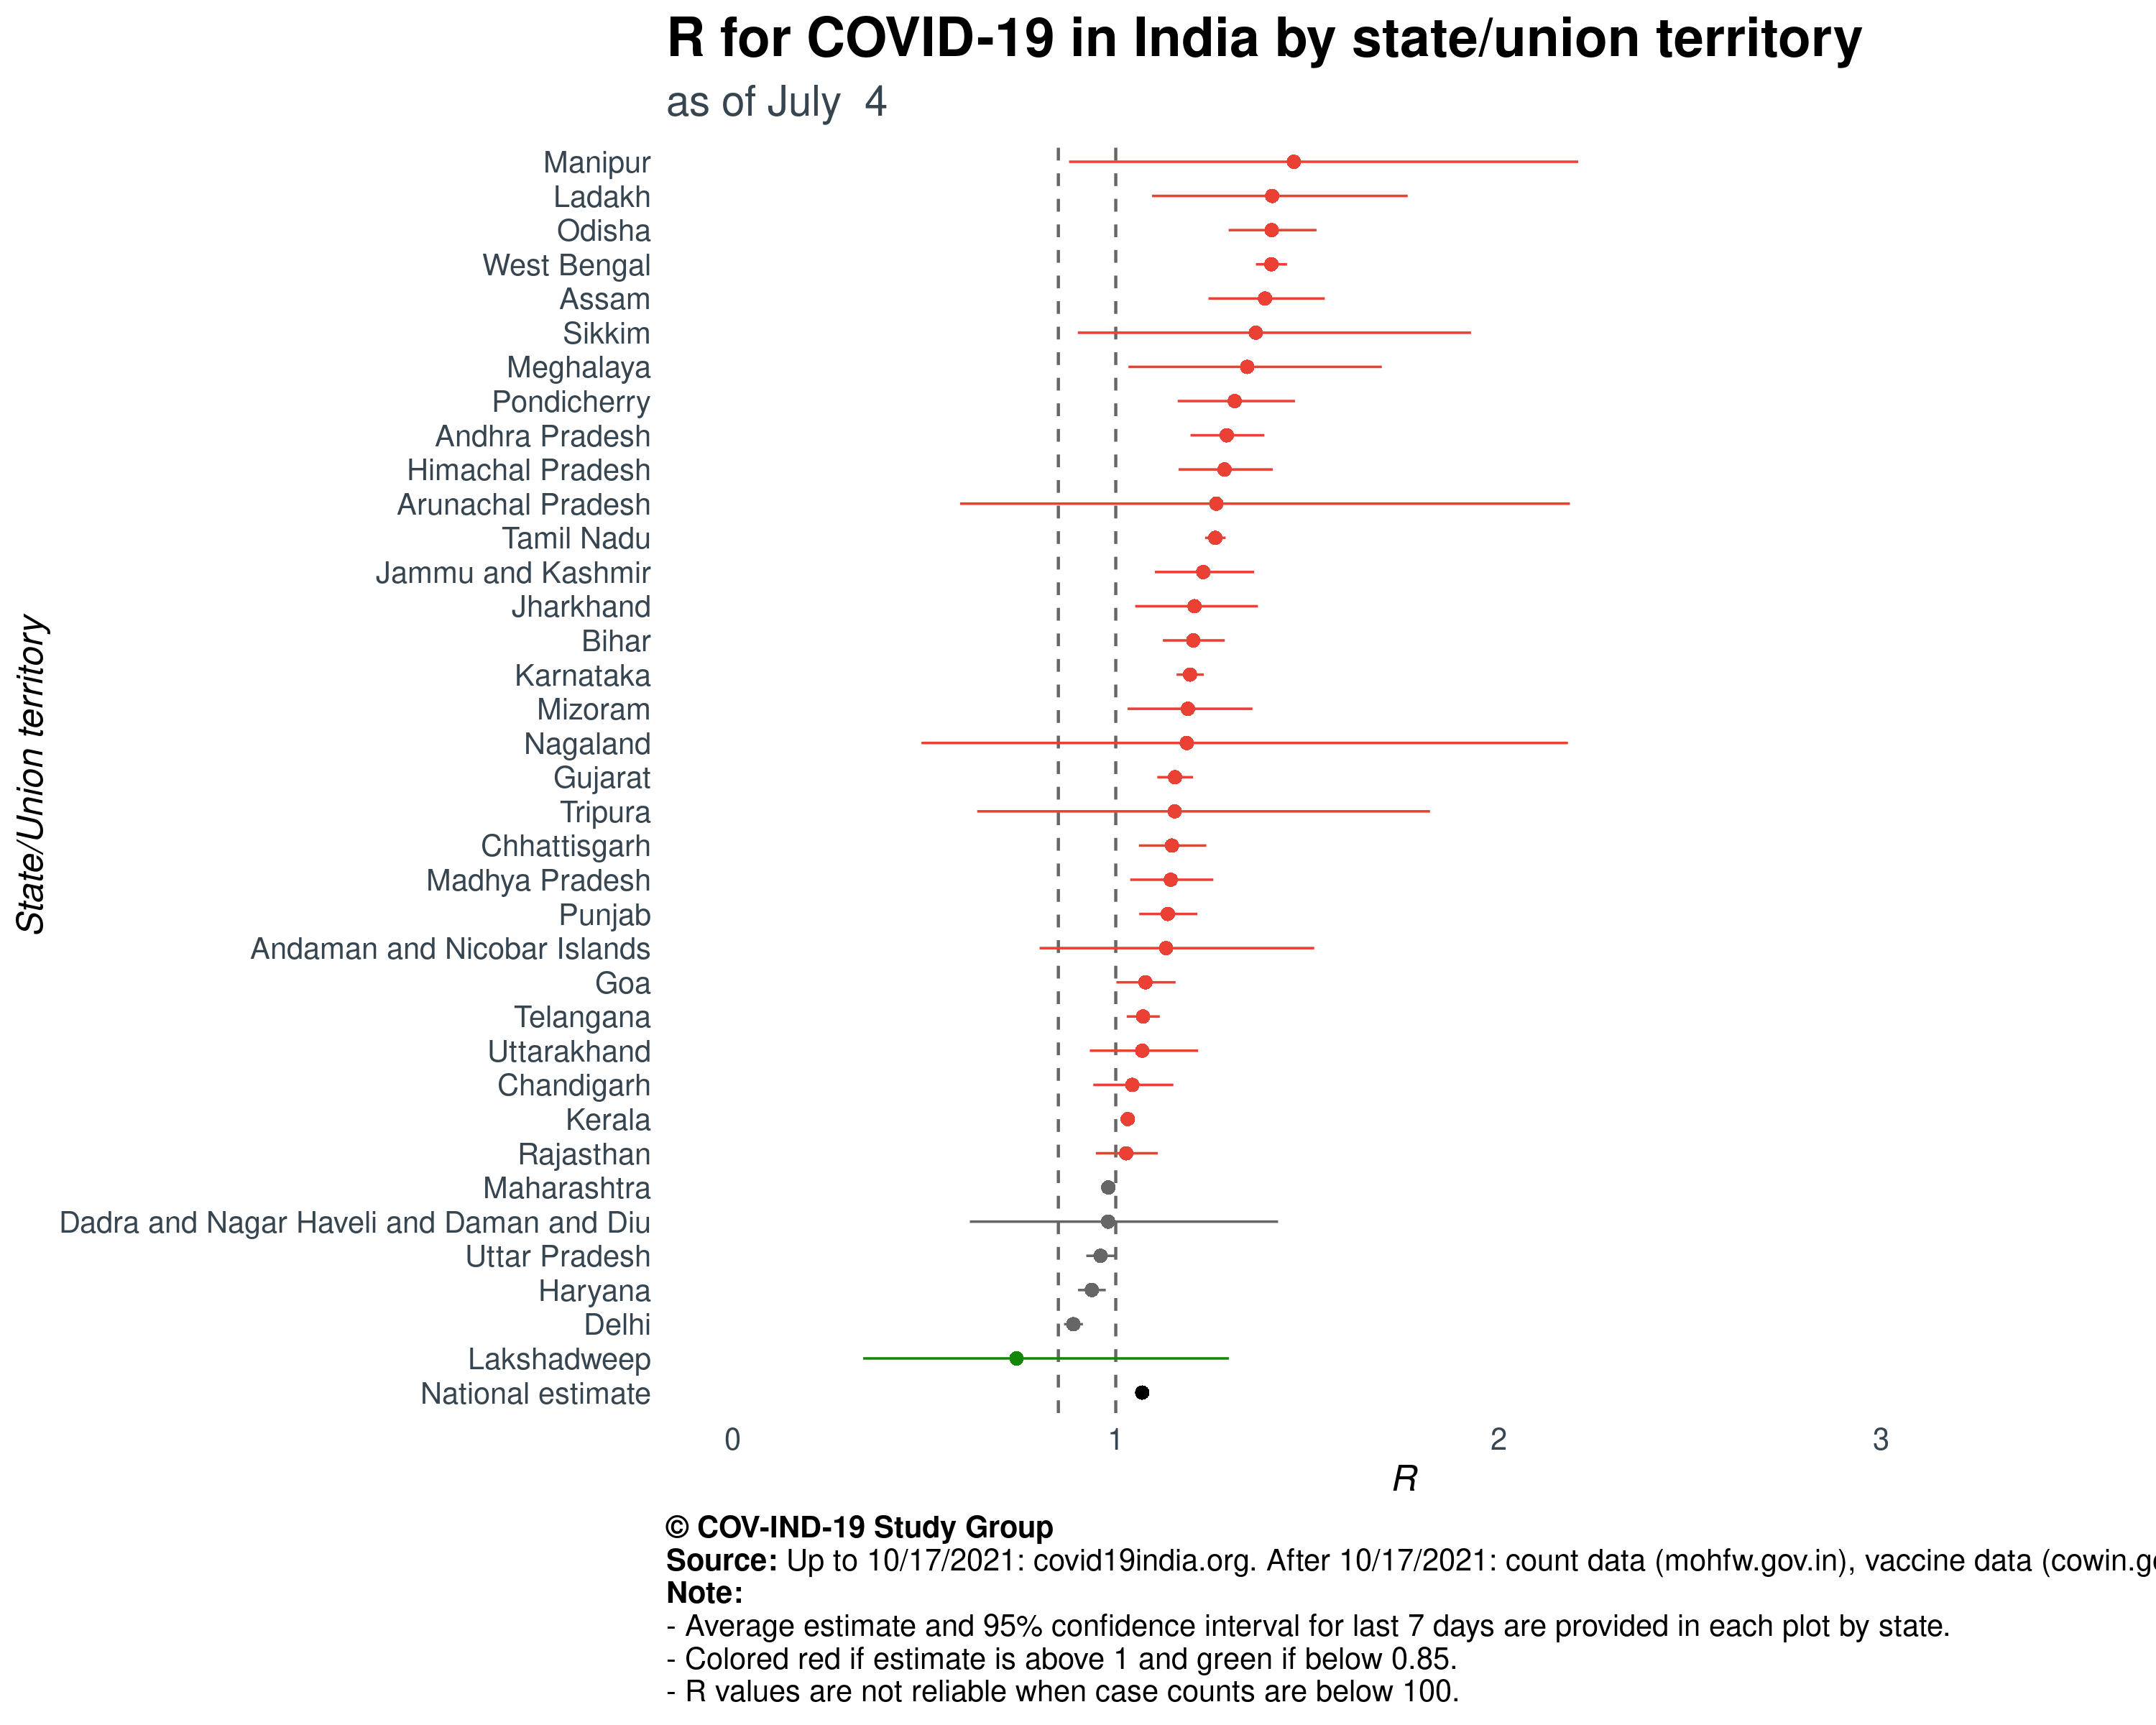 R for COVID-19 in India by state/union territory
as of July  4
State/Union territory
Manipur
Ladakh
Odisha
West Bengal
Assam
Sikkim
Meghalaya
Pondicherry
Andhra Pradesh
Himachal Pradesh
Arunachal Pradesh
Tamil Nadu
Jammu and Kashmir
Jharkhand
Bihar
Karnataka
Mizoram
Nagaland
Gujarat
Tripura
Chhattisgarh
Madhya Pradesh
Punjab
Andaman and Nicobar Islands
Goa
Telangana
Uttarakhand
Chandigarh
Kerala
Rajasthan
Maharashtra
Dadra and Nagar Haveli and Daman and Diu
Uttar Pradesh
Haryana
Delhi
Lakshadweep
National estimate
0 1 2 3
R
© COV-IND-19 Study Group
Source: Up to 10/17/2021: covid19india.org. After 10/17/2021: count data (mohfw.gov.in), vaccine data
Note:
- Average estimate and 95% confidence interval for last 7 days are provided in each plot by state.
- Colored red if estimate is above 1 and green if below 0.85.
- R values are not reliable when case counts are below 100.